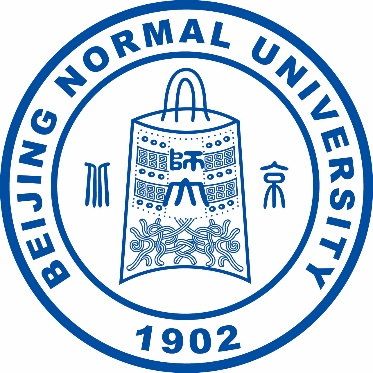 BEIJING NORMAL UNIVERSITY
師大
北京
1902